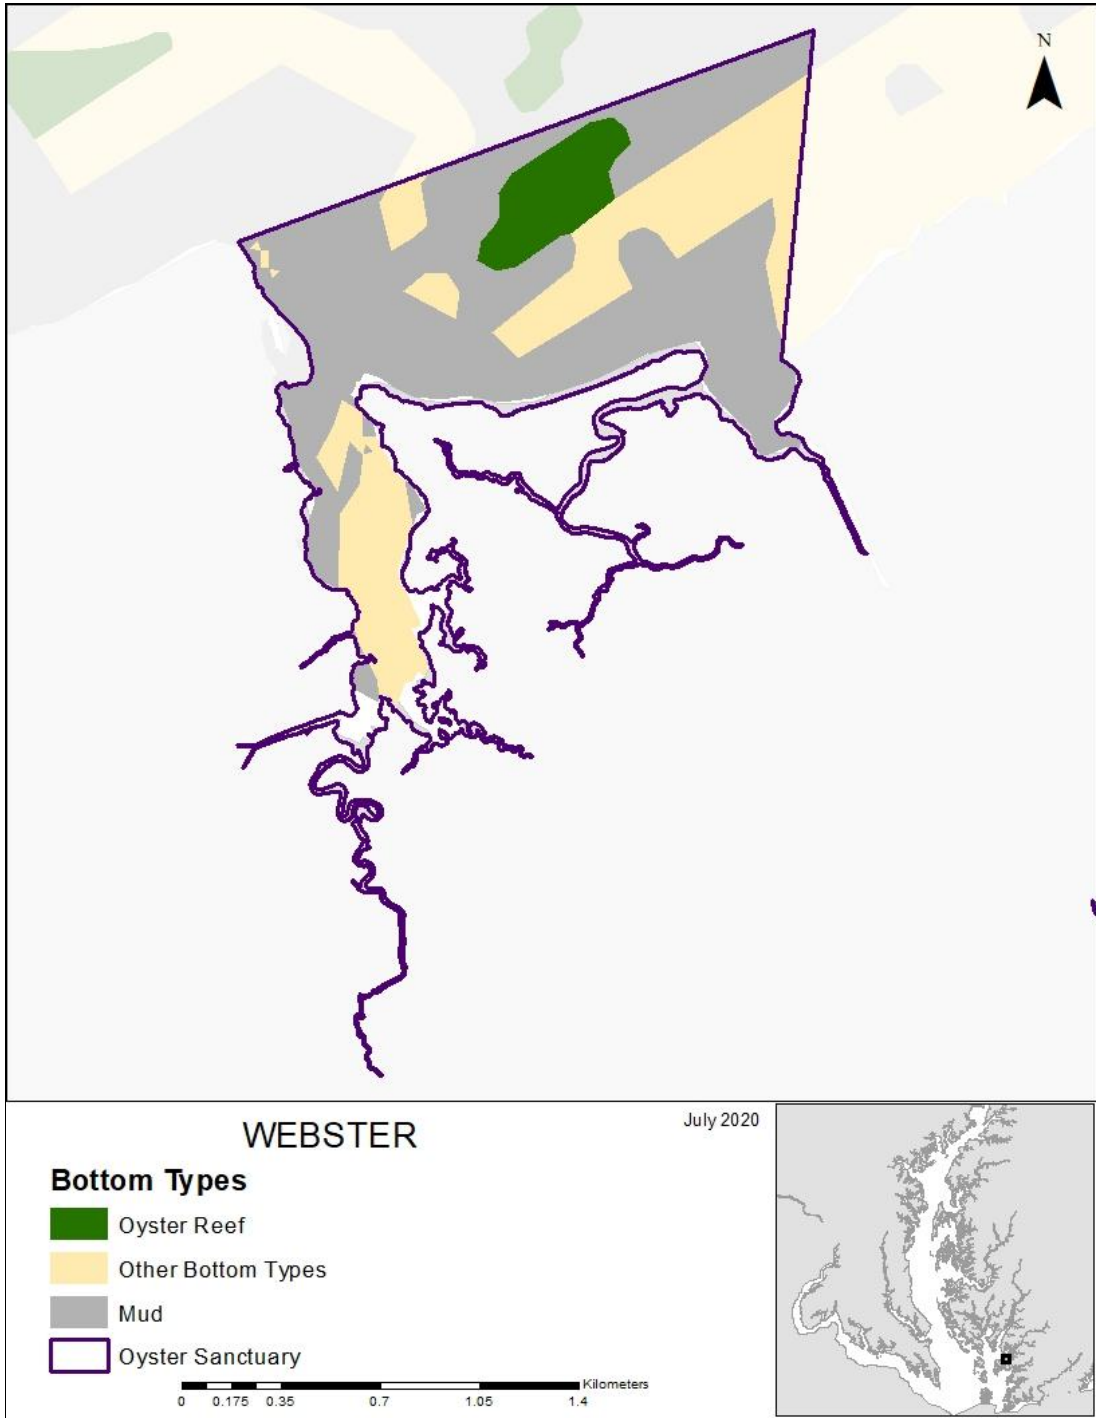 N
WEBSTER
July 2020
Bottom Types
Oyster Reef
Other Bottom Types
Mud
Oyster Sanctuary
Kilometers
0 0.175 0.35 0.7 1.05 1.4